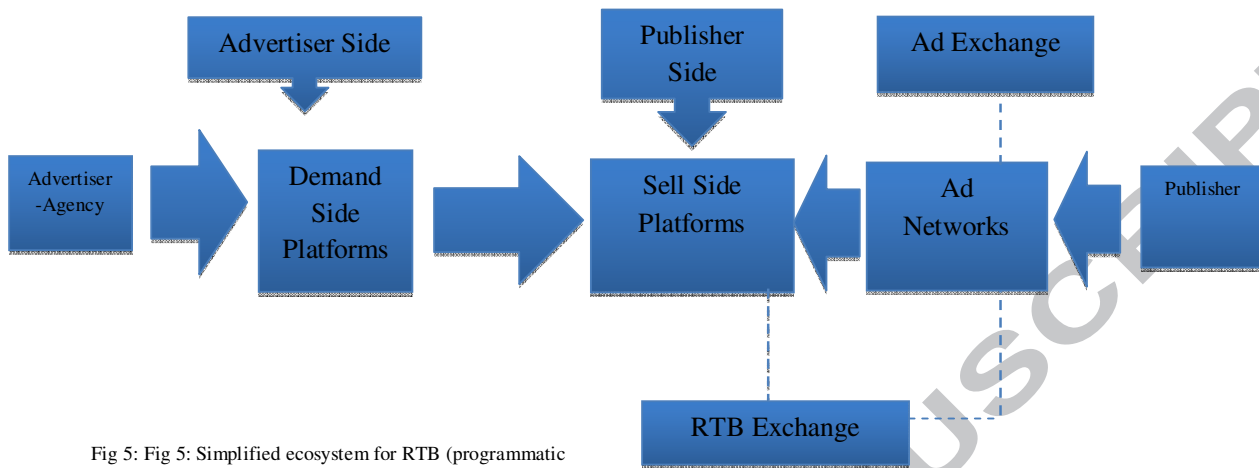 Advertiser Side
Publisher
Side
Ad Exchange
Advertiser
-Agency
Demand
Side
Platforms
Sell Side
Platforms
Ad
Networks
Publisher
RTB Exchange
Fig 5: Fig 5: Simplified ecosystem for RTB (programmatic